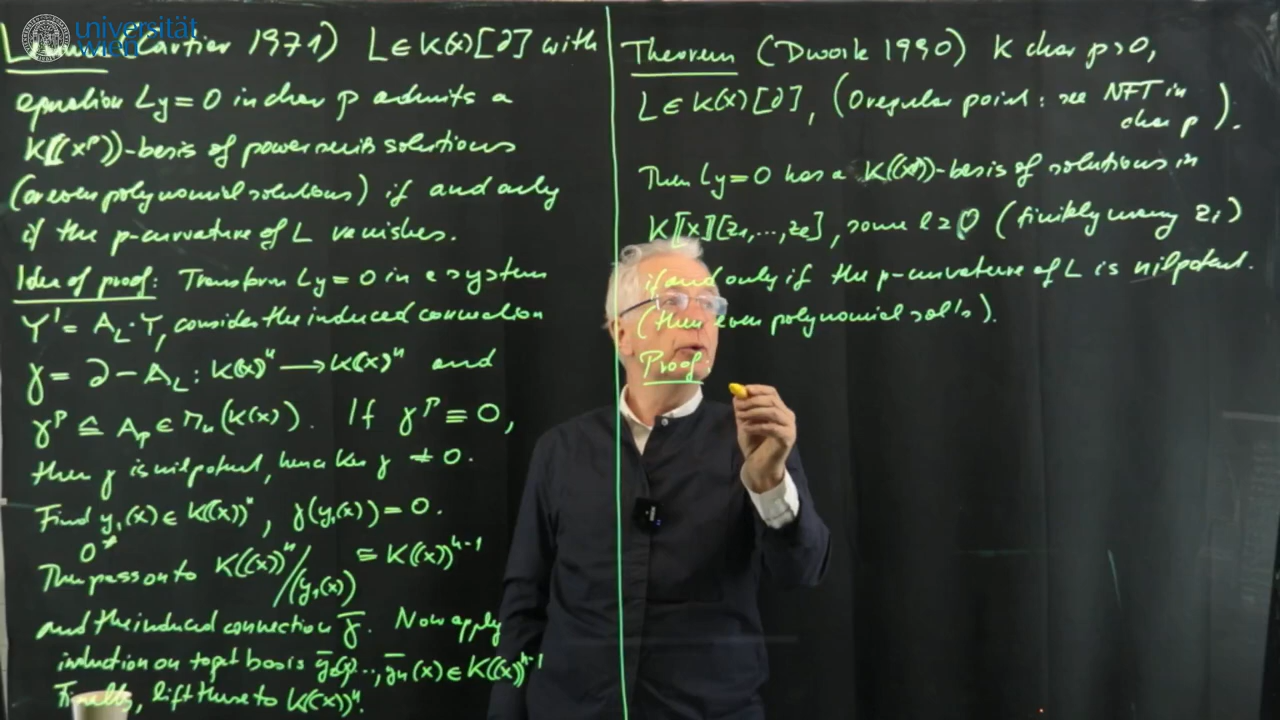 universität
wien
Lemma (Cartier 1971) L ∈ K(x)[∂] with
equation Ly = 0 in char p admits a
K((x^p))-basis of power series solutions
(or even polynomial solutions) if and only
if the p-curvature of L vanishes.
Idea of proof: Transform Ly = 0 in a system
Y' = A_L · Y, consider the induced connection
γ = ∂ - A_L : K(x)^n → K(x)^n and
γ^p ≙ A_p ∈ M_n(K(x)). If γ^p ≡ 0,
then γ is nilpotent, hence ker γ ≠ 0.
Find y_1(x) ∈ K((x))^n, γ(y_1(x)) = 0.
0 ≠
Then pass on to K((x))^n/(y_1(x)) ≅ K((x))^{n-1}
and the induced connection γ̄. Now apply
induction on to get basis ȳ_2(x), ..., ȳ_n(x) ∈ K((x))^{n-1}
Finally, lift these to K((x))^n.
Theorem (Dwork 1990) K char p > 0,
L ∈ K(x)[∂], (0 regular point: see NFT in
char p).
Then Ly = 0 has a K((x^p))-basis of solutions in
K[[x]][z_1, ..., z_ℓ], some ℓ ≥ 0 (finitely many z_i)
if and only if the p-curvature of L is nilpotent.
(then even polynomial sol's).
Proof: